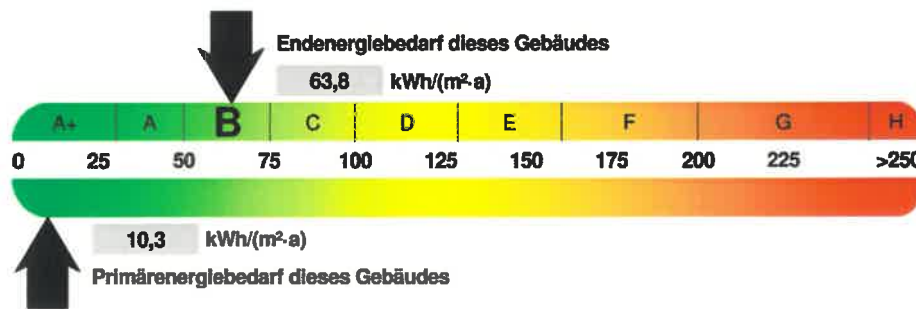 Endenergiebedarf dieses Gebäudes
63,8 kWh/(m²·a)
A+ A B C D E F G H
0 25 50 75 100 125 150 175 200 225 >250
10,3 kWh/(m²·a)
Primärenergiebedarf dieses Gebäudes